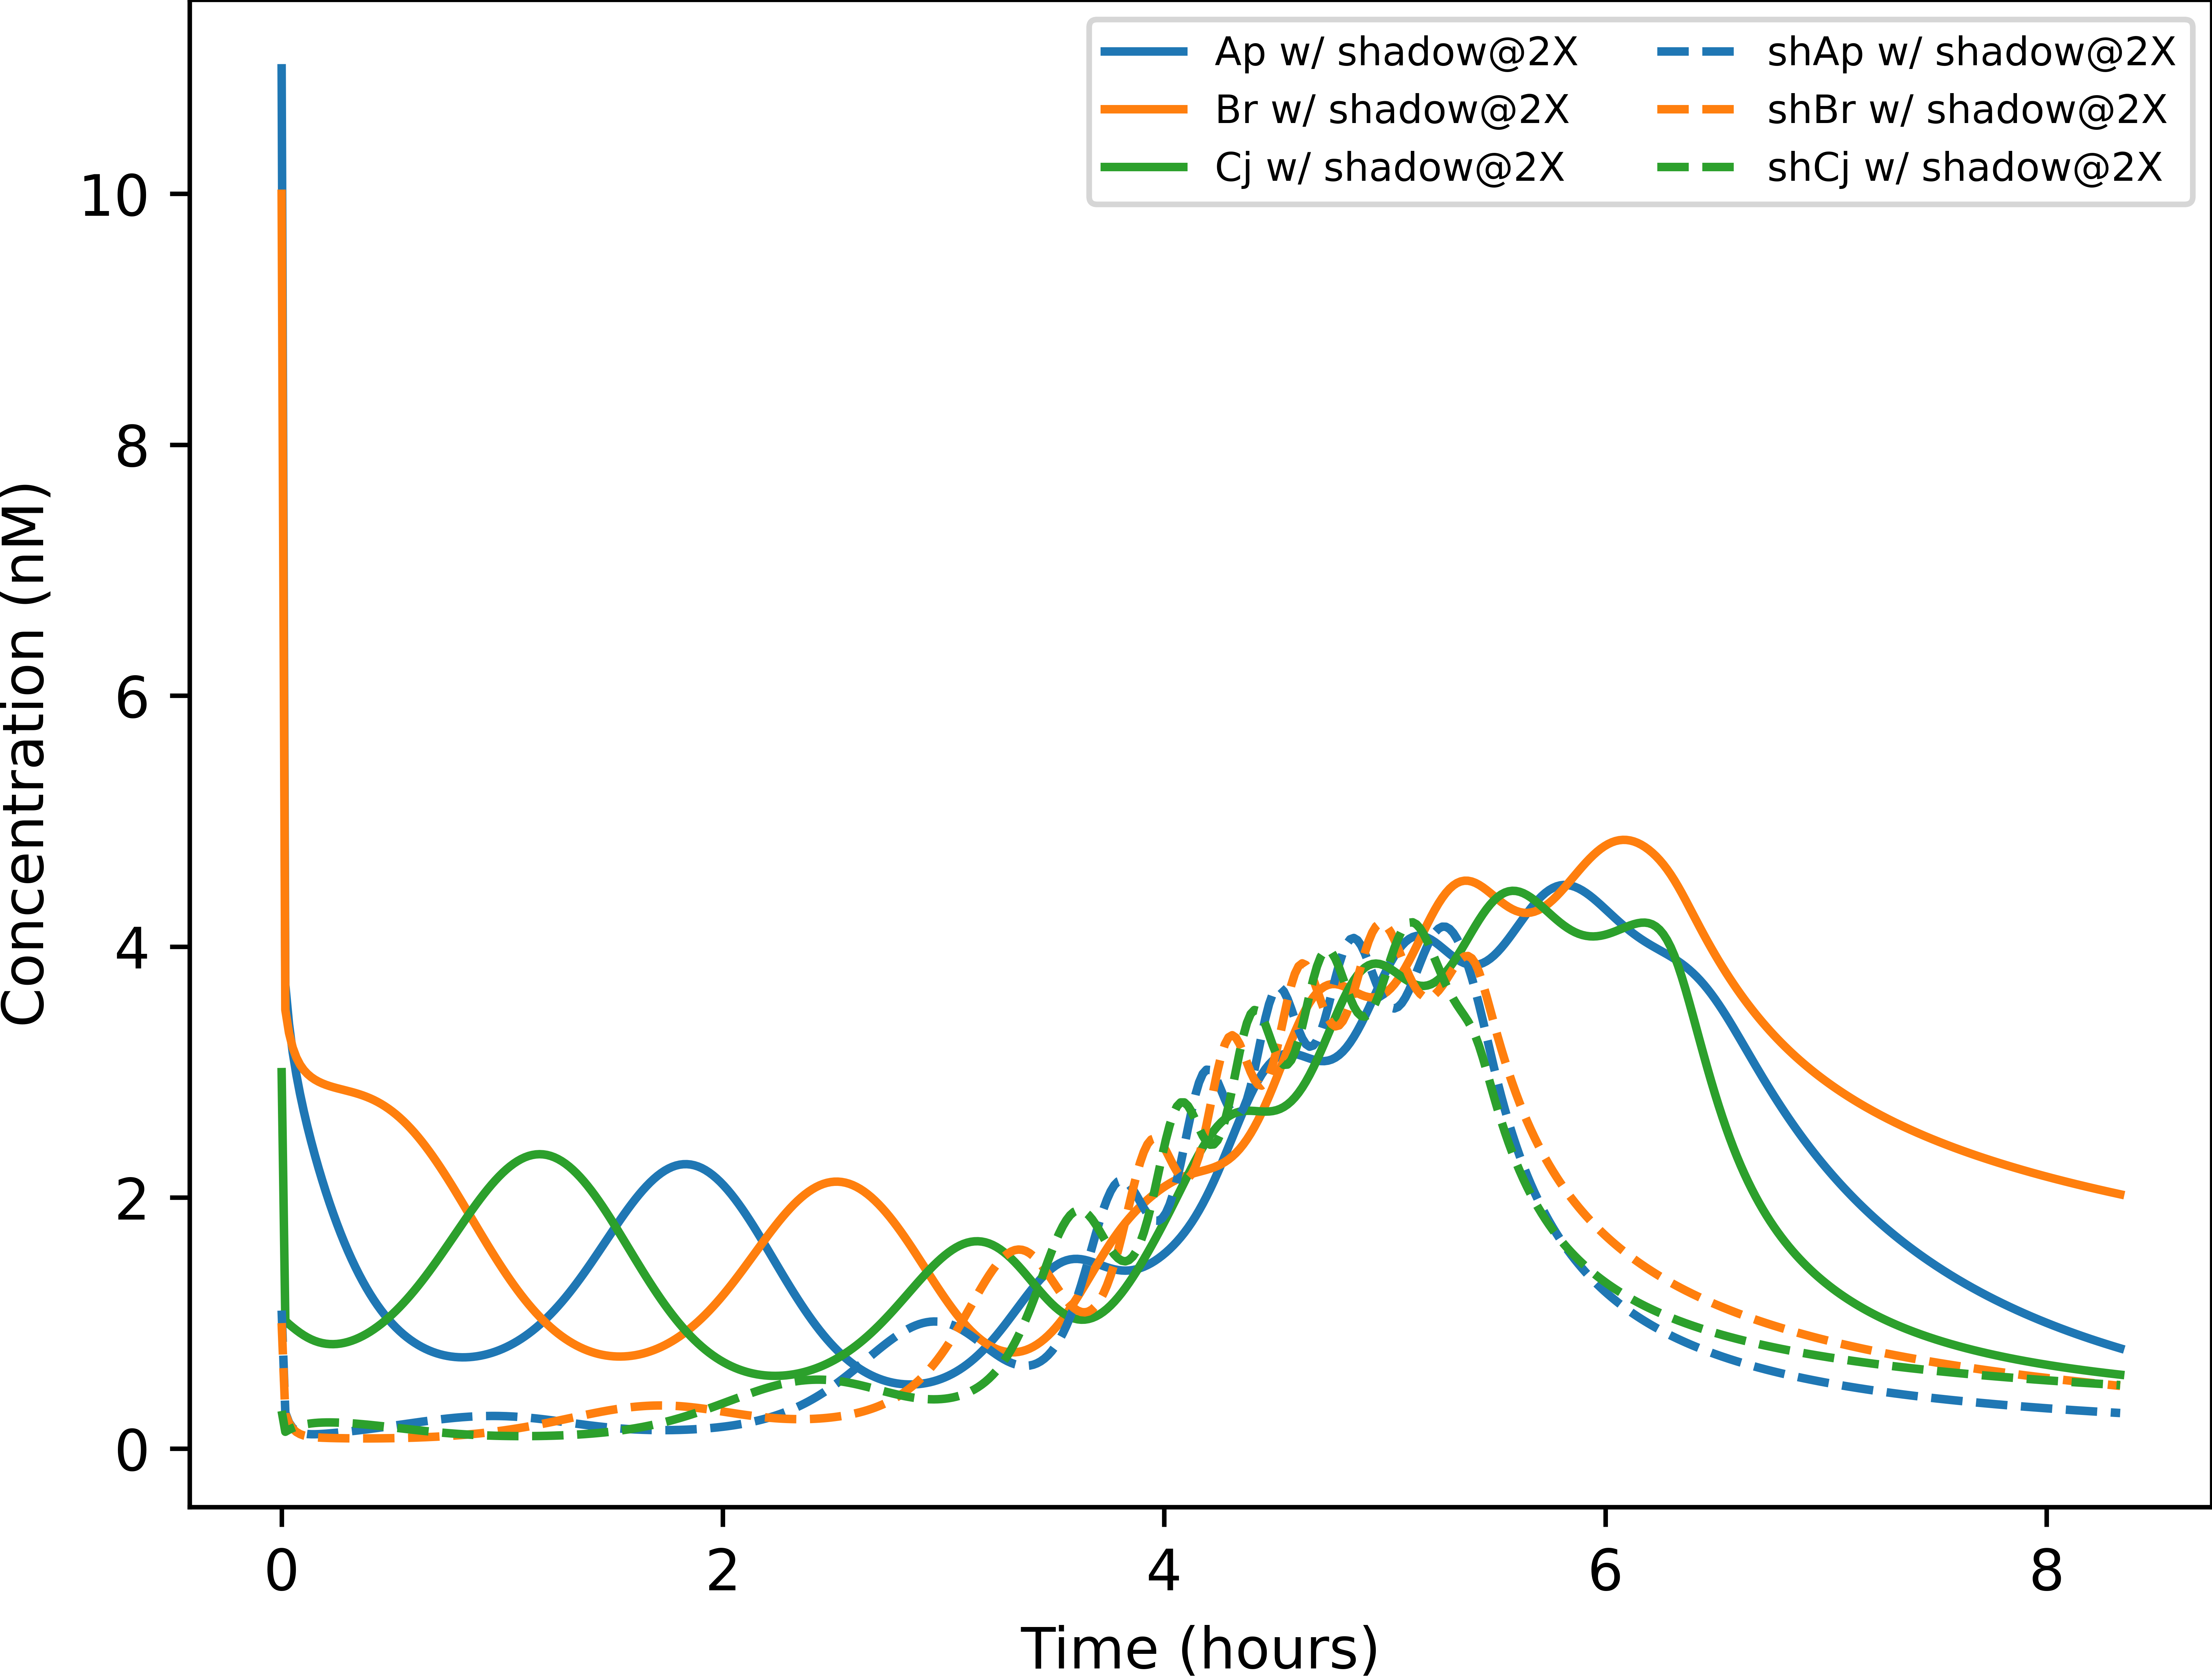 Ap w/ shadow@2X
Br w/ shadow@2X
Cj w/ shadow@2X
shAp w/ shadow@2X
shBr w/ shadow@2X
shCj w/ shadow@2X
Concentration (nM)
10
8
6
4
2
0
0 2 4 6 8
Time (hours)